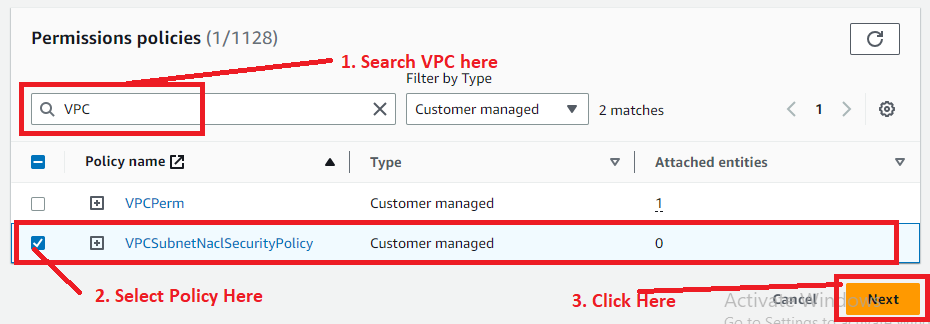 Permissions policies (1/1128)
1. Search VPC here
Filter by Type
VPC
Customer managed
2 matches
1
Policy name
Type
Attached entities
VPCPerm
Customer managed
1
VPCSubnetNaclSecurityPolicy
Customer managed
0
2. Select Policy Here
3. Click Here
Cancel
Next
Activate Windows
Go to Settings to activate Windows